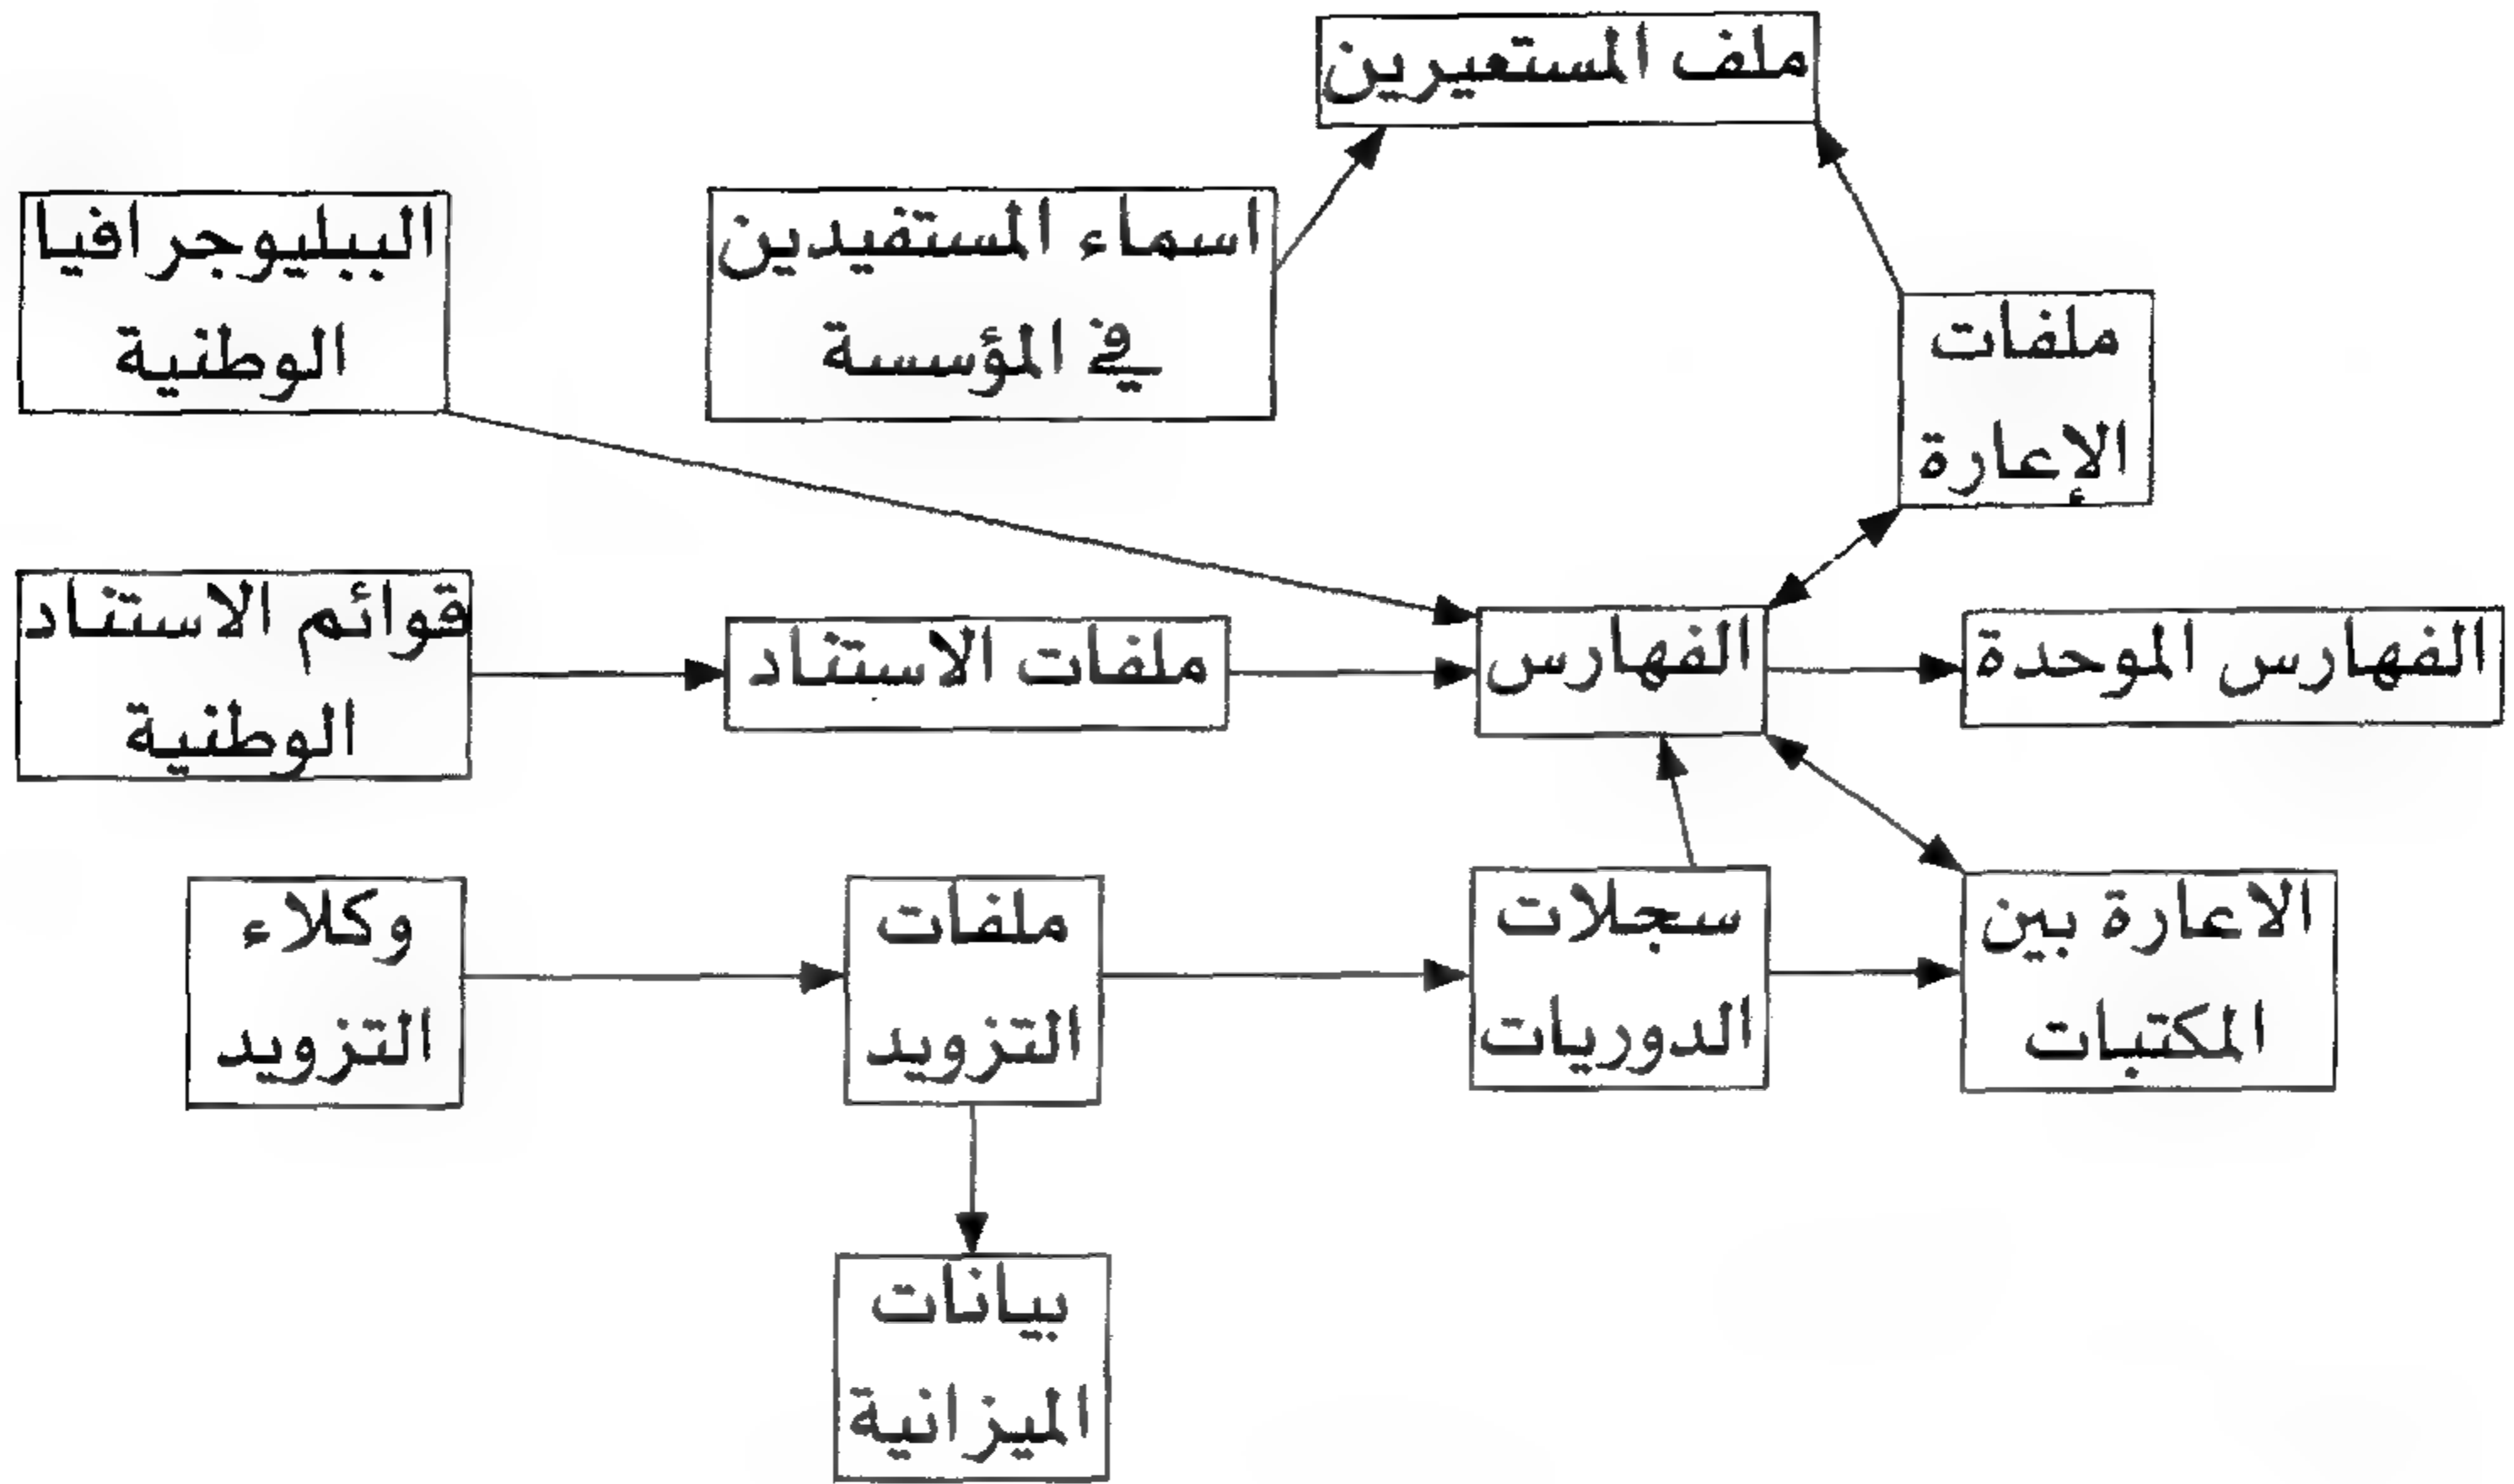 ملف المستعيرين
اسماء المستفيدين
في المؤسسة
الببليوجرافيا
الوطنية
ملفات
الإعارة
الفهارس الموحدة
الفهارس
ملفات الاستناد
قوائم الاستناد
الوطنية
الاعارة بين
المكتبات
سجلات
الدوريات
ملفات
التزويد
وكلاء
التزويد
بيانات
الميزانية